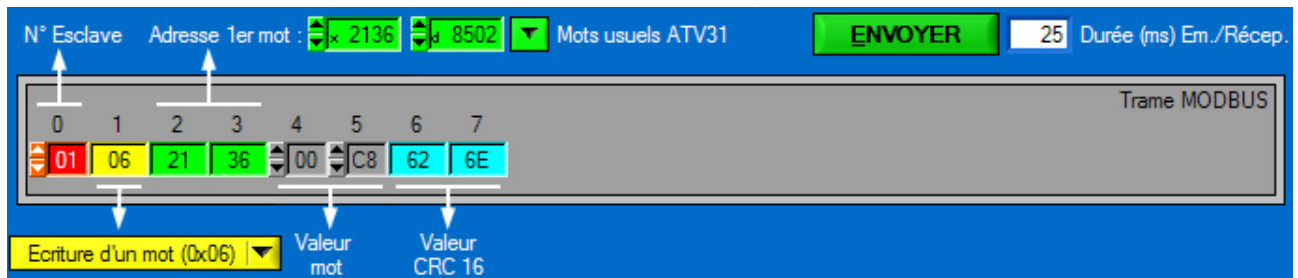 N° Esclave Adresse 1er mot : x 2136 d 8502 Mots usuels ATV31 ENVOYER 25 Durée (ms) Em./Récep.
Trame MODBUS
0 1 2 3 4 5 6 7
01 06 21 36 00 C8 62 6E
Ecriture d'un mot (0x06)
Valeur
mot
Valeur
CRC 16